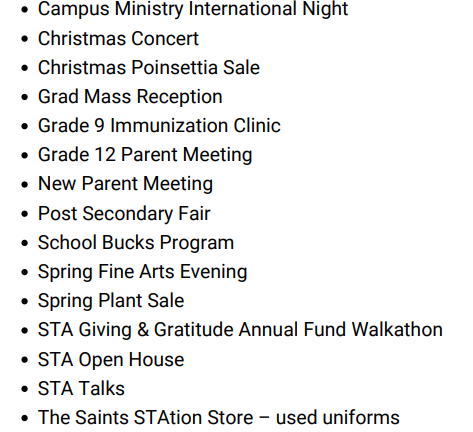 • Campus Ministry International Night
• Christmas Concert
• Christmas Poinsettia Sale
• Grad Mass Reception
• Grade 9 Immunization Clinic
• Grade 12 Parent Meeting
• New Parent Meeting
• Post Secondary Fair
• School Bucks Program
• Spring Fine Arts Evening
• Spring Plant Sale
• STA Giving & Gratitude Annual Fund Walkathon
• STA Open House
• STA Talks
• The Saints STAtion Store – used uniforms